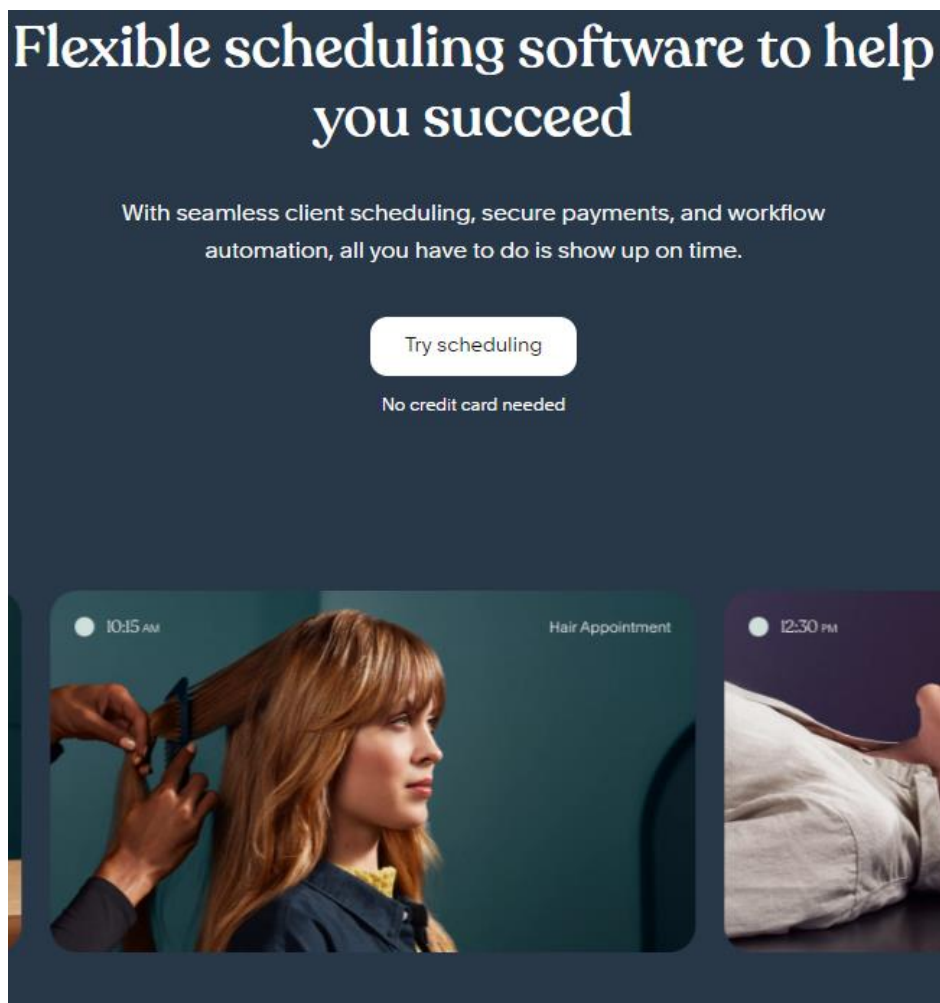 Flexible scheduling software to help
you succeed
With seamless client scheduling, secure payments, and workflow
automation, all you have to do is show up on time.
Try scheduling
No credit card needed
10:15 AM
Hair Appointment
12:30 PM